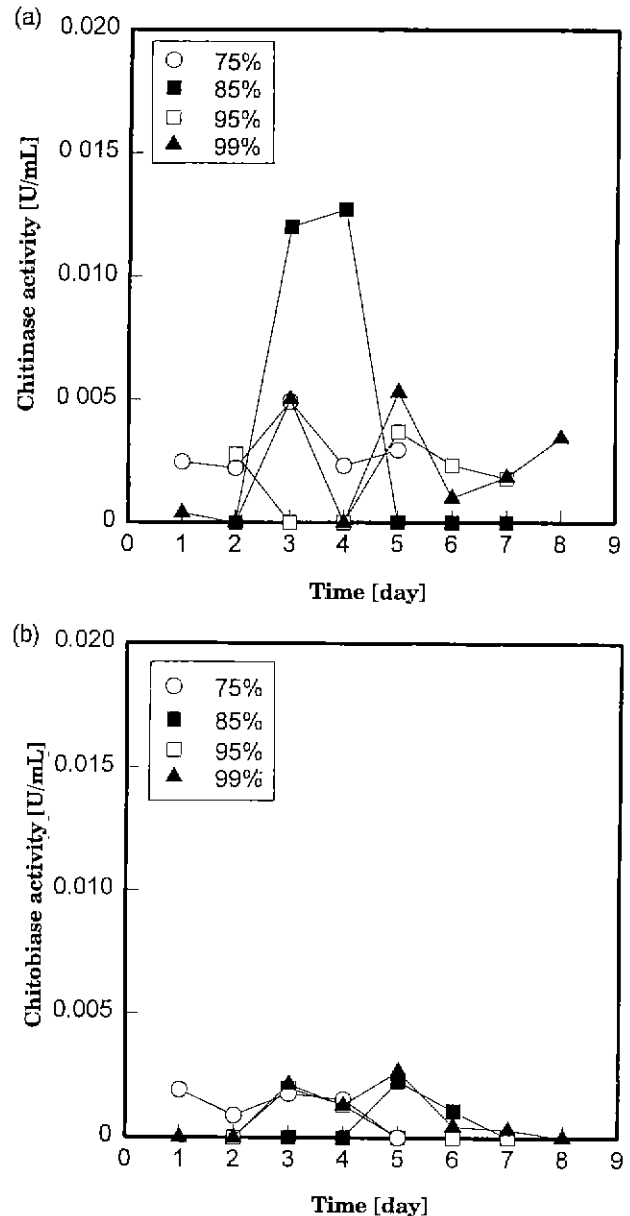 (a)
0.020
0 015
0.010
0.005
0
75%
85%
95%
99%
Chitinase activity [U/mL]
0 1 2 3 4 5 6 7 8 9
Time [day]
(b)
0.020
0.015
0.010
0.005
0
75%
85%
95%
99%
Chitobiase activity [U/mL]
0 1 2 3 4 5 6 7 8 9
Time [day]